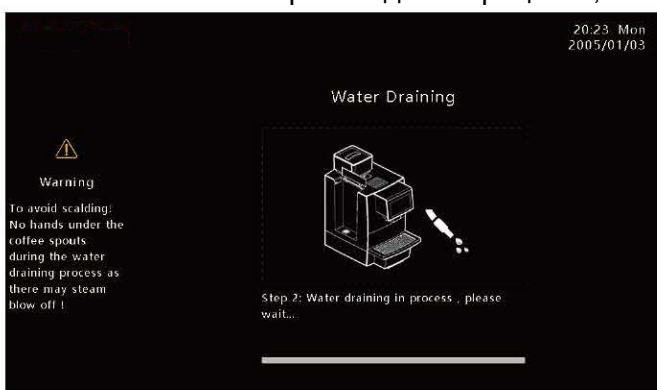 20:23 Mon
2005/01/03
Water Draining
Warning
To avoid scalding!
No hands under the
coffee spouts
during the water
draining process as
there may steam
blow off !
Step 2: Water draining in process , please
wait...